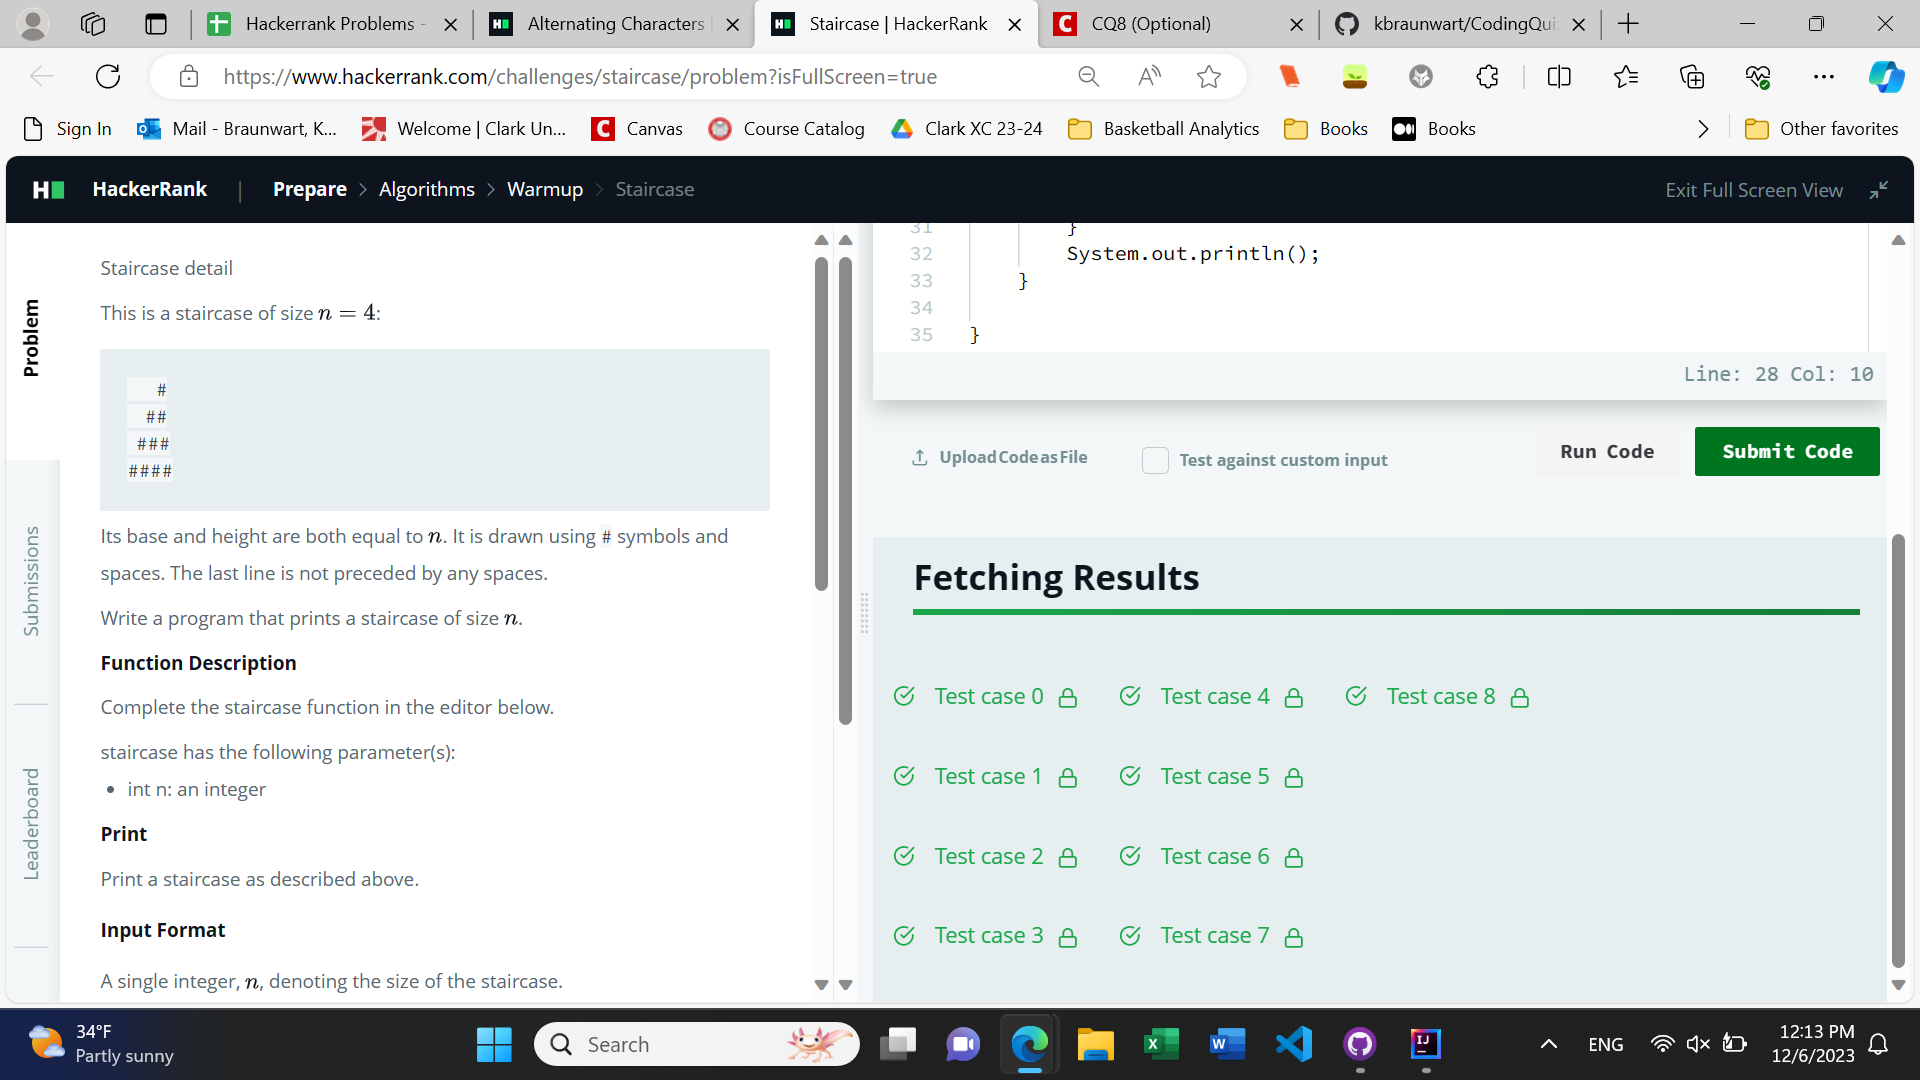 Hackerrank Problems -
Alternating Characters
Staircase | HackerRank
CQ8 (Optional)
kbraunwart/CodingQui
https://www.hackerrank.com/challenges/staircase/problem?isFullScreen=true
Sign In
Mail - Braunwart, K...
Welcome | Clark Un...
Canvas
Course Catalog
Clark XC 23-24
Basketball Analytics
Books
Books
Other favorites
HackerRank
Prepare
Algorithms
Warmup
Staircase
Exit Full Screen View
Problem
Submissions
Leaderboard
Staircase detail
This is a staircase of size n = 4:
#
##
###
####
Its base and height are both equal to n. It is drawn using # symbols and
spaces. The last line is not preceded by any spaces.
Write a program that prints a staircase of size n.
Function Description
Complete the staircase function in the editor below.
staircase has the following parameter(s):
• int n: an integer
Print
Print a staircase as described above.
Input Format
A single integer, n, denoting the size of the staircase.
31 }
32 System.out.println();
33 }
34
35 }
Line: 28 Col: 10
Upload Code as File
Test against custom input
Run Code
Submit Code
Fetching Results
Test case 0
Test case 4
Test case 8
Test case 1
Test case 5
Test case 2
Test case 6
Test case 3
Test case 7
34°F
Partly sunny
Search
ENG
12:13 PM
12/6/2023